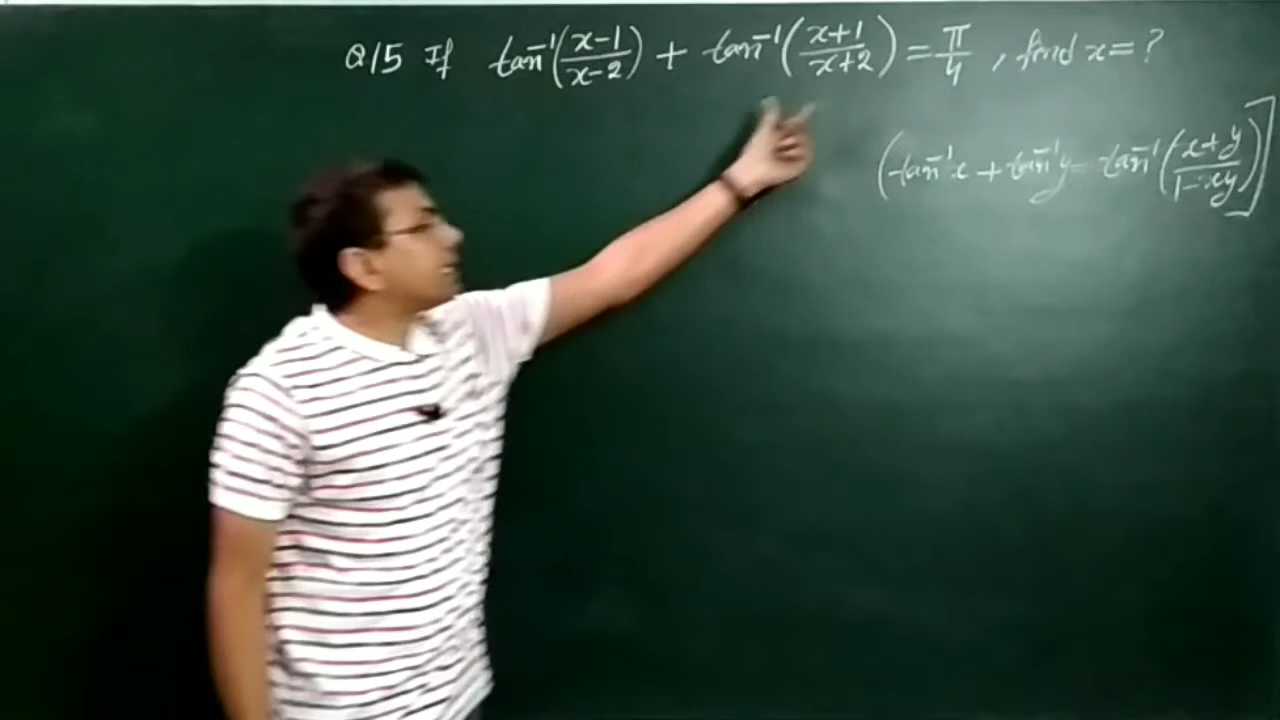 Q15 If tan⁻¹(x-1/x-2) + tan⁻¹(x+1/x+2) = π/4 , find x = ?
(tan⁻¹x + tan⁻¹y = tan⁻¹(x+y/1-xy)]